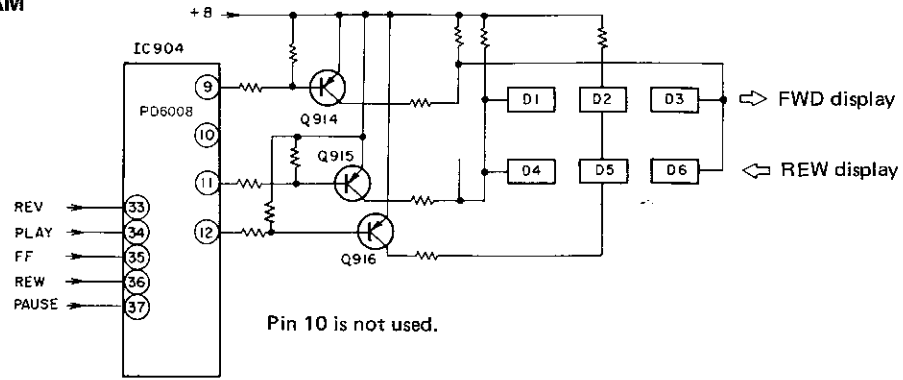 AM
+8
IC904
PD6008
9
10
11
12
REV
33
PLAY
34
FF
35
REW
36
PAUSE
37
Q914
Q915
Q916
D1
D2
D3
FWD display
D4
D5
D6
REW display
Pin 10 is not used.